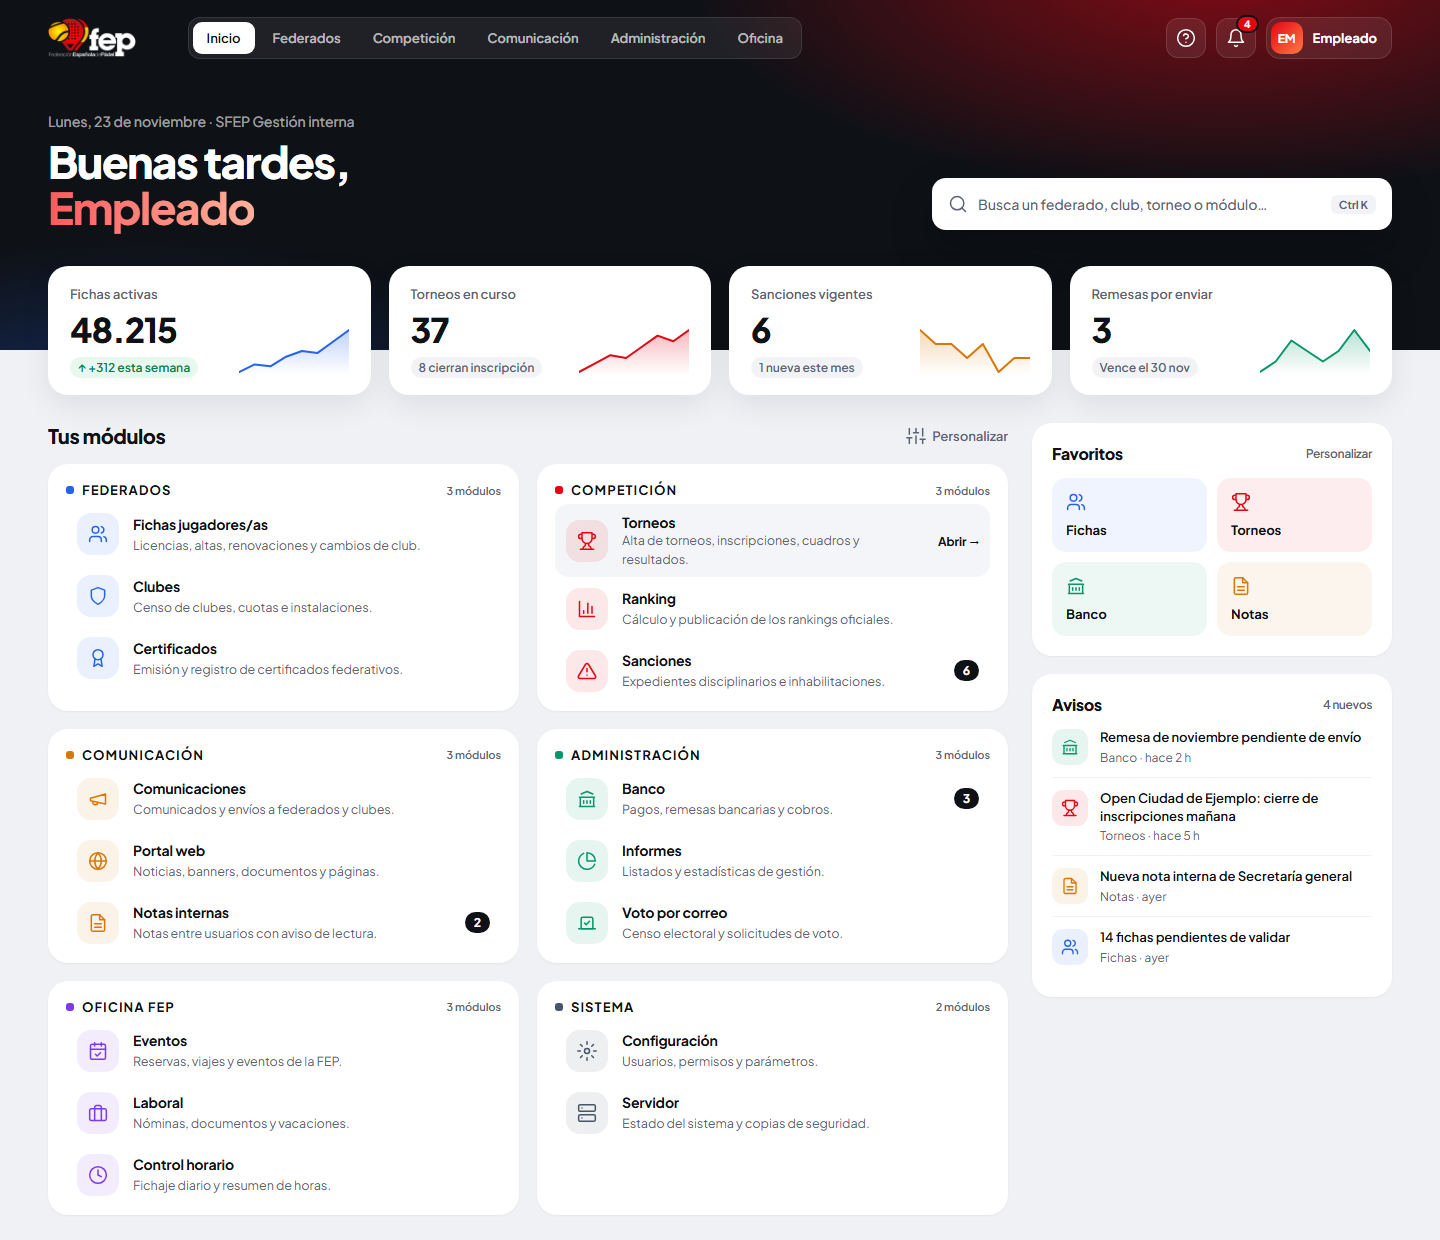 fep
Federación Española de Pádel
Inicio
Federados
Competición
Comunicación
Administración
Oficina
4
EM
Empleado
Lunes, 23 de noviembre · SFEP Gestión interna
Buenas tardes,
Empleado
Busca un federado, club, torneo o módulo...
Ctrl K
Fichas activas
48.215
↑ +312 esta semana
Torneos en curso
37
8 cierran inscripción
Sanciones vigentes
6
1 nueva este mes
Remesas por enviar
3
Vence el 30 nov
Tus módulos
Personalizar
FEDERADOS
3 módulos
Fichas jugadores/as
Licencias, altas, renovaciones y cambios de club.
Clubes
Censo de clubes, cuotas e instalaciones.
Certificados
Emisión y registro de certificados federativos.
COMPETICIÓN
3 módulos
Torneos
Alta de torneos, inscripciones, cuadros y
resultados.
Abrir →
Ranking
Cálculo y publicación de los rankings oficiales.
Sanciones
Expedientes disciplinarios e inhabilitaciones.
6
COMUNICACIÓN
3 módulos
Comunicaciones
Comunicados y envíos a federados y clubes.
Portal web
Noticias, banners, documentos y páginas.
Notas internas
Notas entre usuarios con aviso de lectura.
2
ADMINISTRACIÓN
3 módulos
Banco
Pagos, remesas bancarias y cobros.
3
Informes
Listados y estadísticas de gestión.
Voto por correo
Censo electoral y solicitudes de voto.
OFICINA FEP
3 módulos
Eventos
Reservas, viajes y eventos de la FEP.
Laboral
Nóminas, documentos y vacaciones.
Control horario
Fichaje diario y resumen de horas.
SISTEMA
2 módulos
Configuración
Usuarios, permisos y parámetros.
Servidor
Estado del sistema y copias de seguridad.
Favoritos
Personalizar
Fichas
Torneos
Banco
Notas
Avisos
4 nuevos
Remesa de noviembre pendiente de envío
Banco · hace 2 h
Open Ciudad de Ejemplo: cierre de
inscripciones mañana
Torneos · hace 5 h
Nueva nota interna de Secretaría general
Notas · ayer
14 fichas pendientes de validar
Fichas · ayer